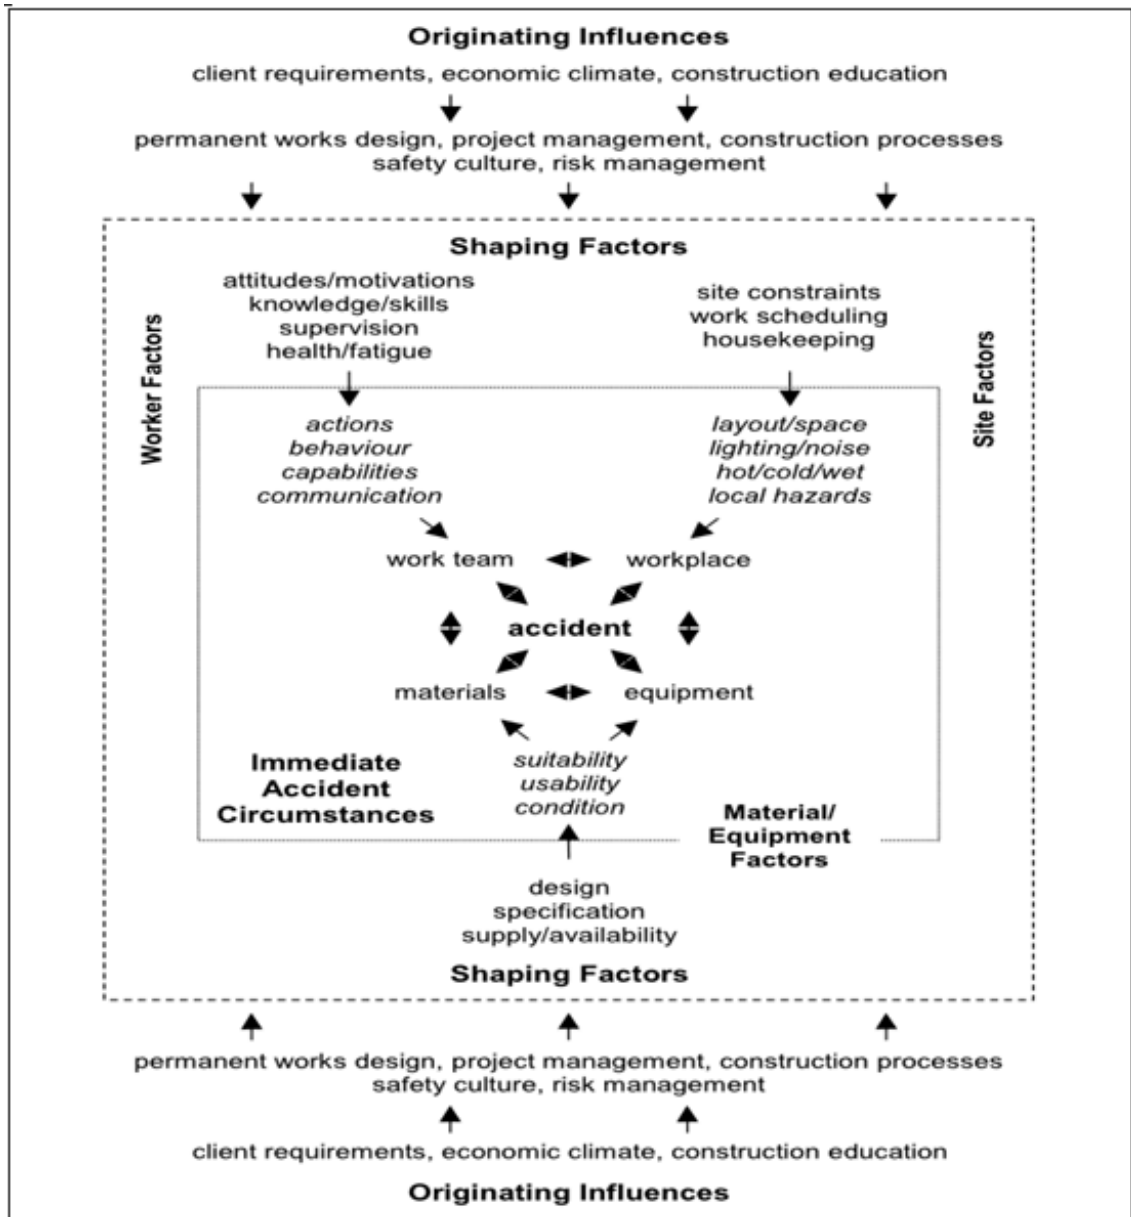 Originating Influences
client requirements, economic climate, construction education
permanent works design, project management, construction processes
safety culture, risk management
Shaping Factors
attitudes/motivations
knowledge/skills
supervision
health/fatigue
site constraints
work scheduling
housekeeping
Worker Factors
Site Factors
actions
behaviour
capabilities
communication
layout/space
lighting/noise
hot/cold/wet
local hazards
work team
workplace
accident
materials
equipment
suitability
usability
condition
Immediate
Accident
Circumstances
Material/
Equipment
Factors
design
specification
supply/availability
Shaping Factors
permanent works design, project management, construction processes
safety culture, risk management
client requirements, economic climate, construction education
Originating Influences